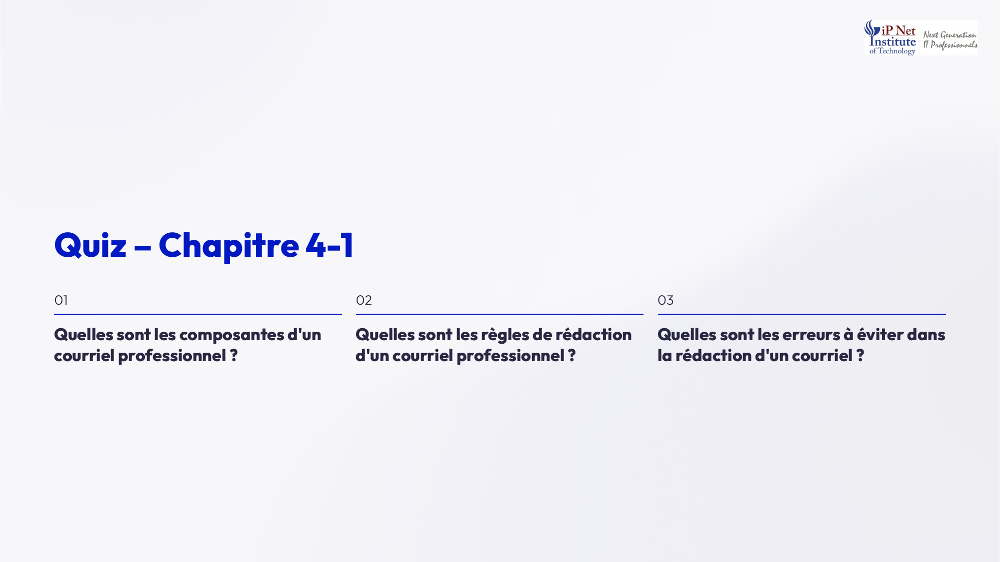 iP Net
Institute
of Technology
Next Generation
IT Professionnels
Quiz – Chapitre 4-1
01
Quelles sont les composantes d'un
courriel professionnel ?
02
Quelles sont les règles de rédaction
d'un courriel professionnel ?
03
Quelles sont les erreurs à éviter dans
la rédaction d'un courriel ?